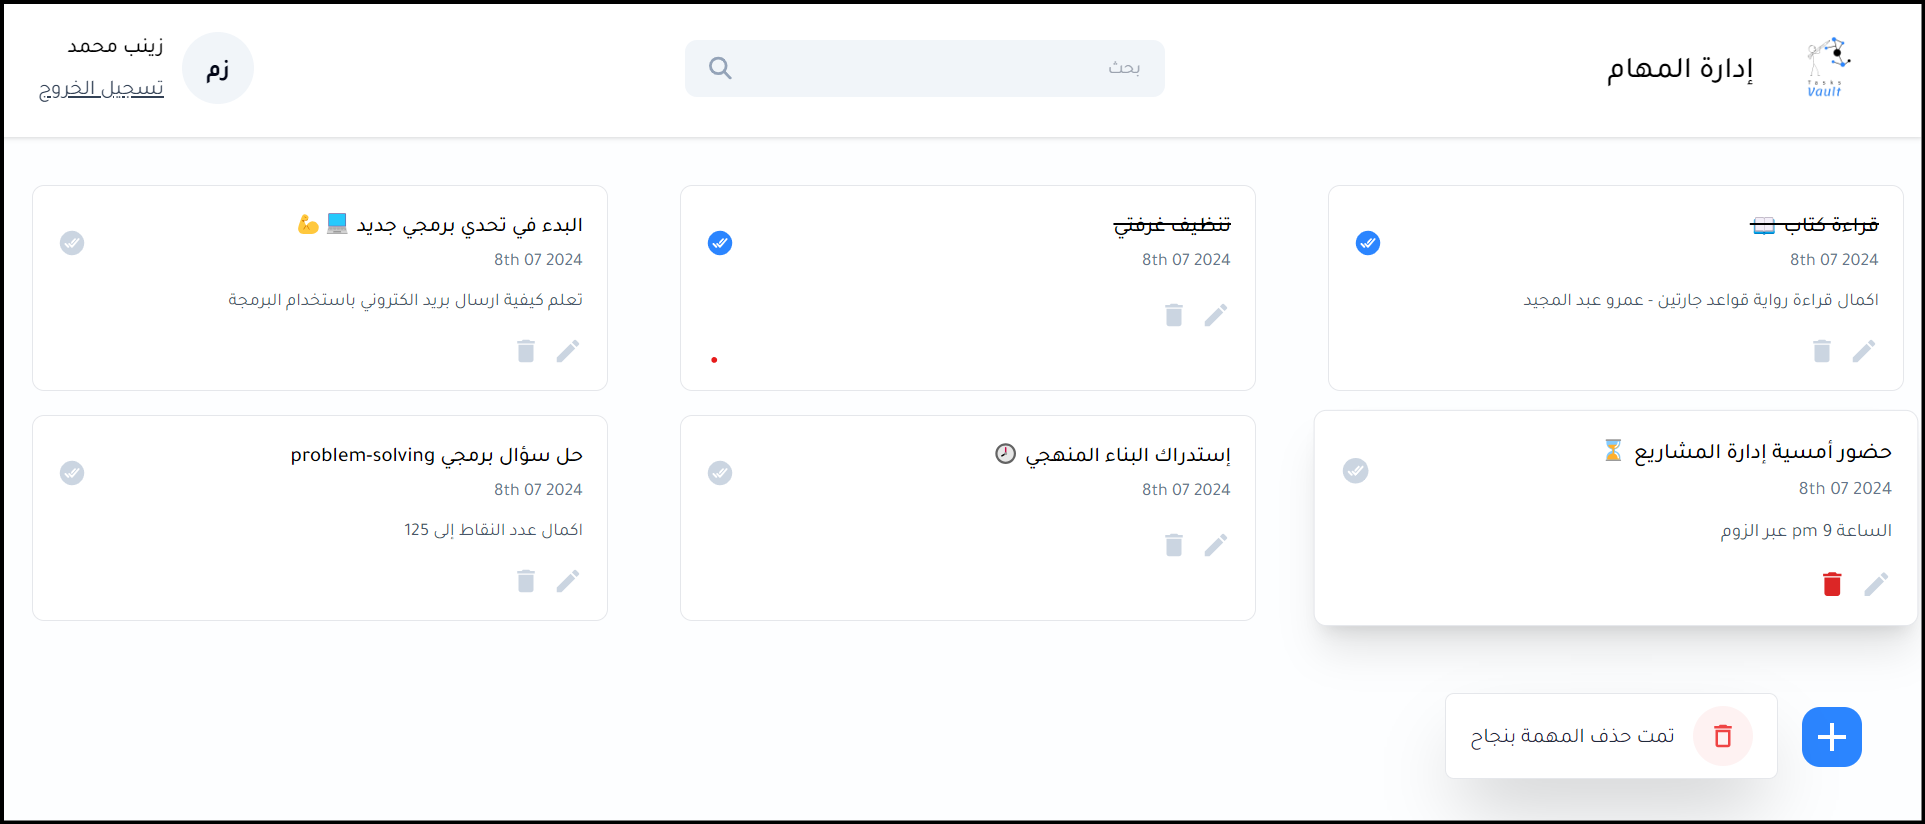 Tasks
Vault
إدارة المهام
بحث
زم
زينب محمد
تسجيل الخروج
قراءة كتاب 📖
8th 07 2024
اكمال قراءة رواية قواعد جارتين - عمرو عبد المجيد
تنظيف غرفتي
8th 07 2024
البدء في تحدي برمجي جديد 💻 💪
8th 07 2024
تعلم كيفية ارسال بريد الكتروني باستخدام البرمجة
حضور أمسية إدارة المشاريع ⏳
8th 07 2024
الساعة 9 pm عبر الزوم
إستدراك البناء المنهجي 🕗
8th 07 2024
حل سؤال برمجي problem-solving
8th 07 2024
اكمال عدد النقاط إلى 125
تمت حذف المهمة بنجاح